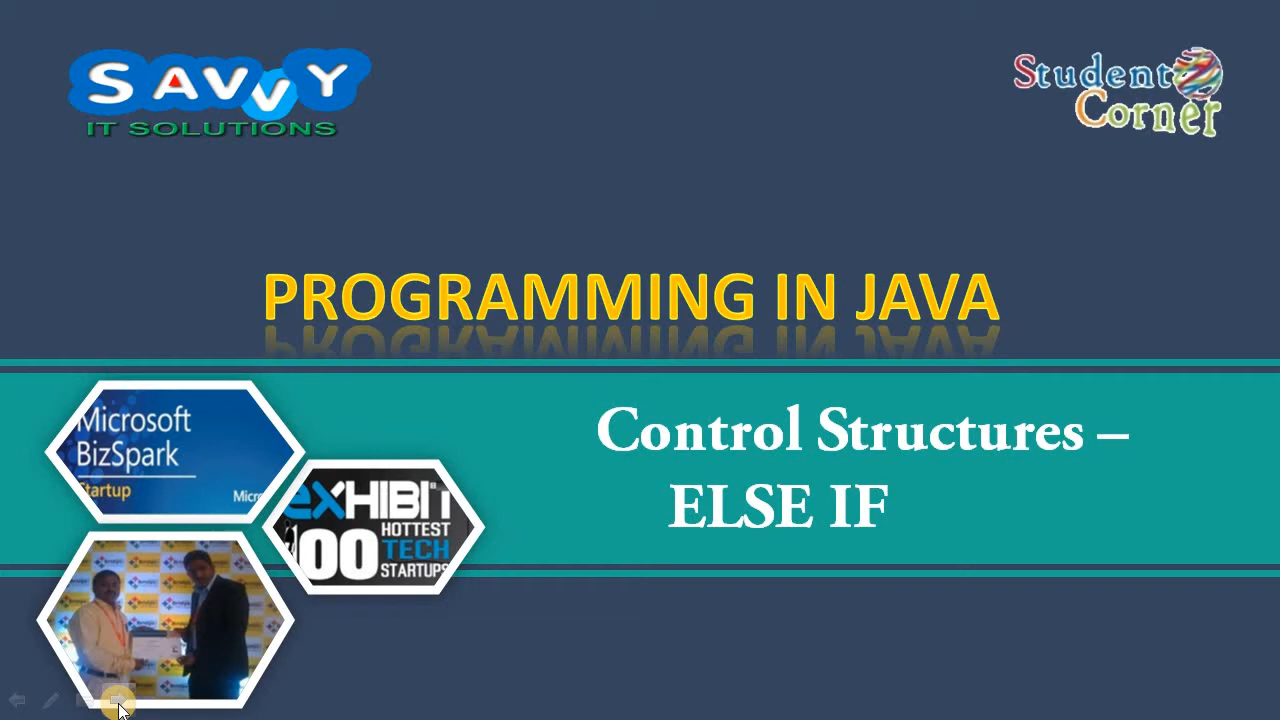 SAVVY
IT SOLUTIONS
Student
Corner
PROGRAMMING IN JAVA
Control Structures –
ELSE IF
Microsoft
BizSpark
Startup
Micro
eXHIBIT
100
HOTTEST
TECH
STARTUPS